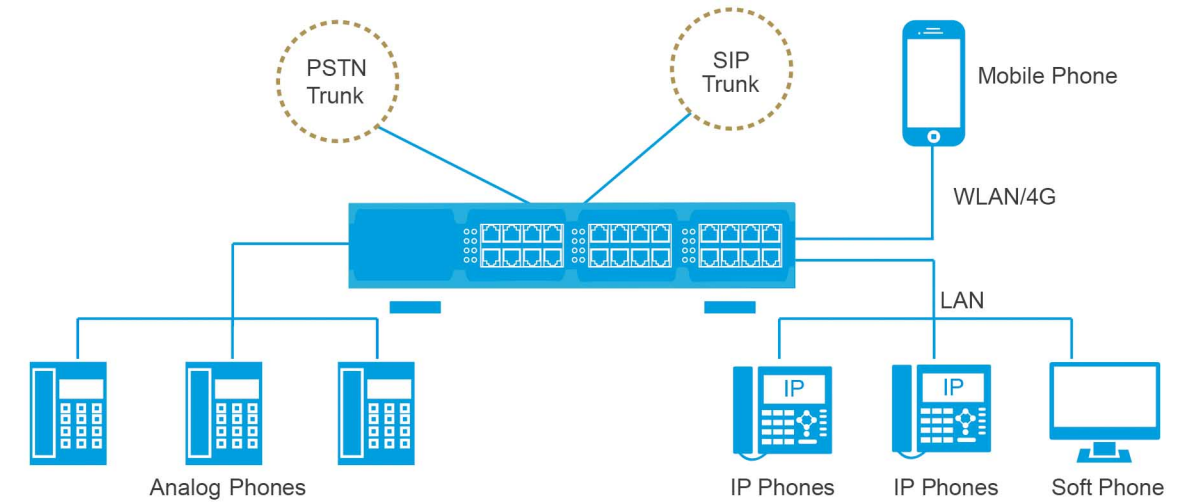 PSTN
Trunk
SIP
Trunk
Mobile Phone
WLAN/4G
LAN
IP
IP
Analog Phones
IP Phones
IP Phones
Soft Phone